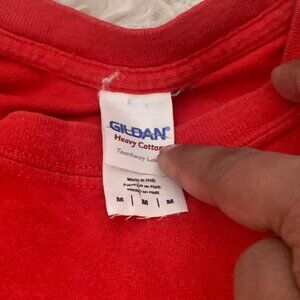 GILDAN®
Heavy Cotton
TearAway Label
Made in Haiti
M | M | M